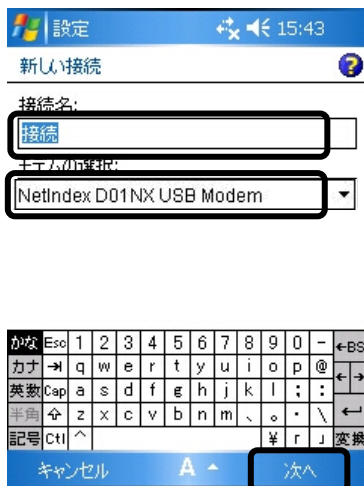 設定 15:43
新しい接続
接続名:
接続
モデムの選択:
NetIndex D01NX USB Modem
かな Esc 1 2 3 4 5 6 7 8 9 0 - ←BS
カナ →| q w e r t y u i o p @ ← →
英数 Cap a s d f g h j k l ; :
半角 ⇧ z x c v b n m 、 。 ・ \ ↵
記号 Ctl ^ ¥ ｢ ｣ 変換
キャンセル A 次へ